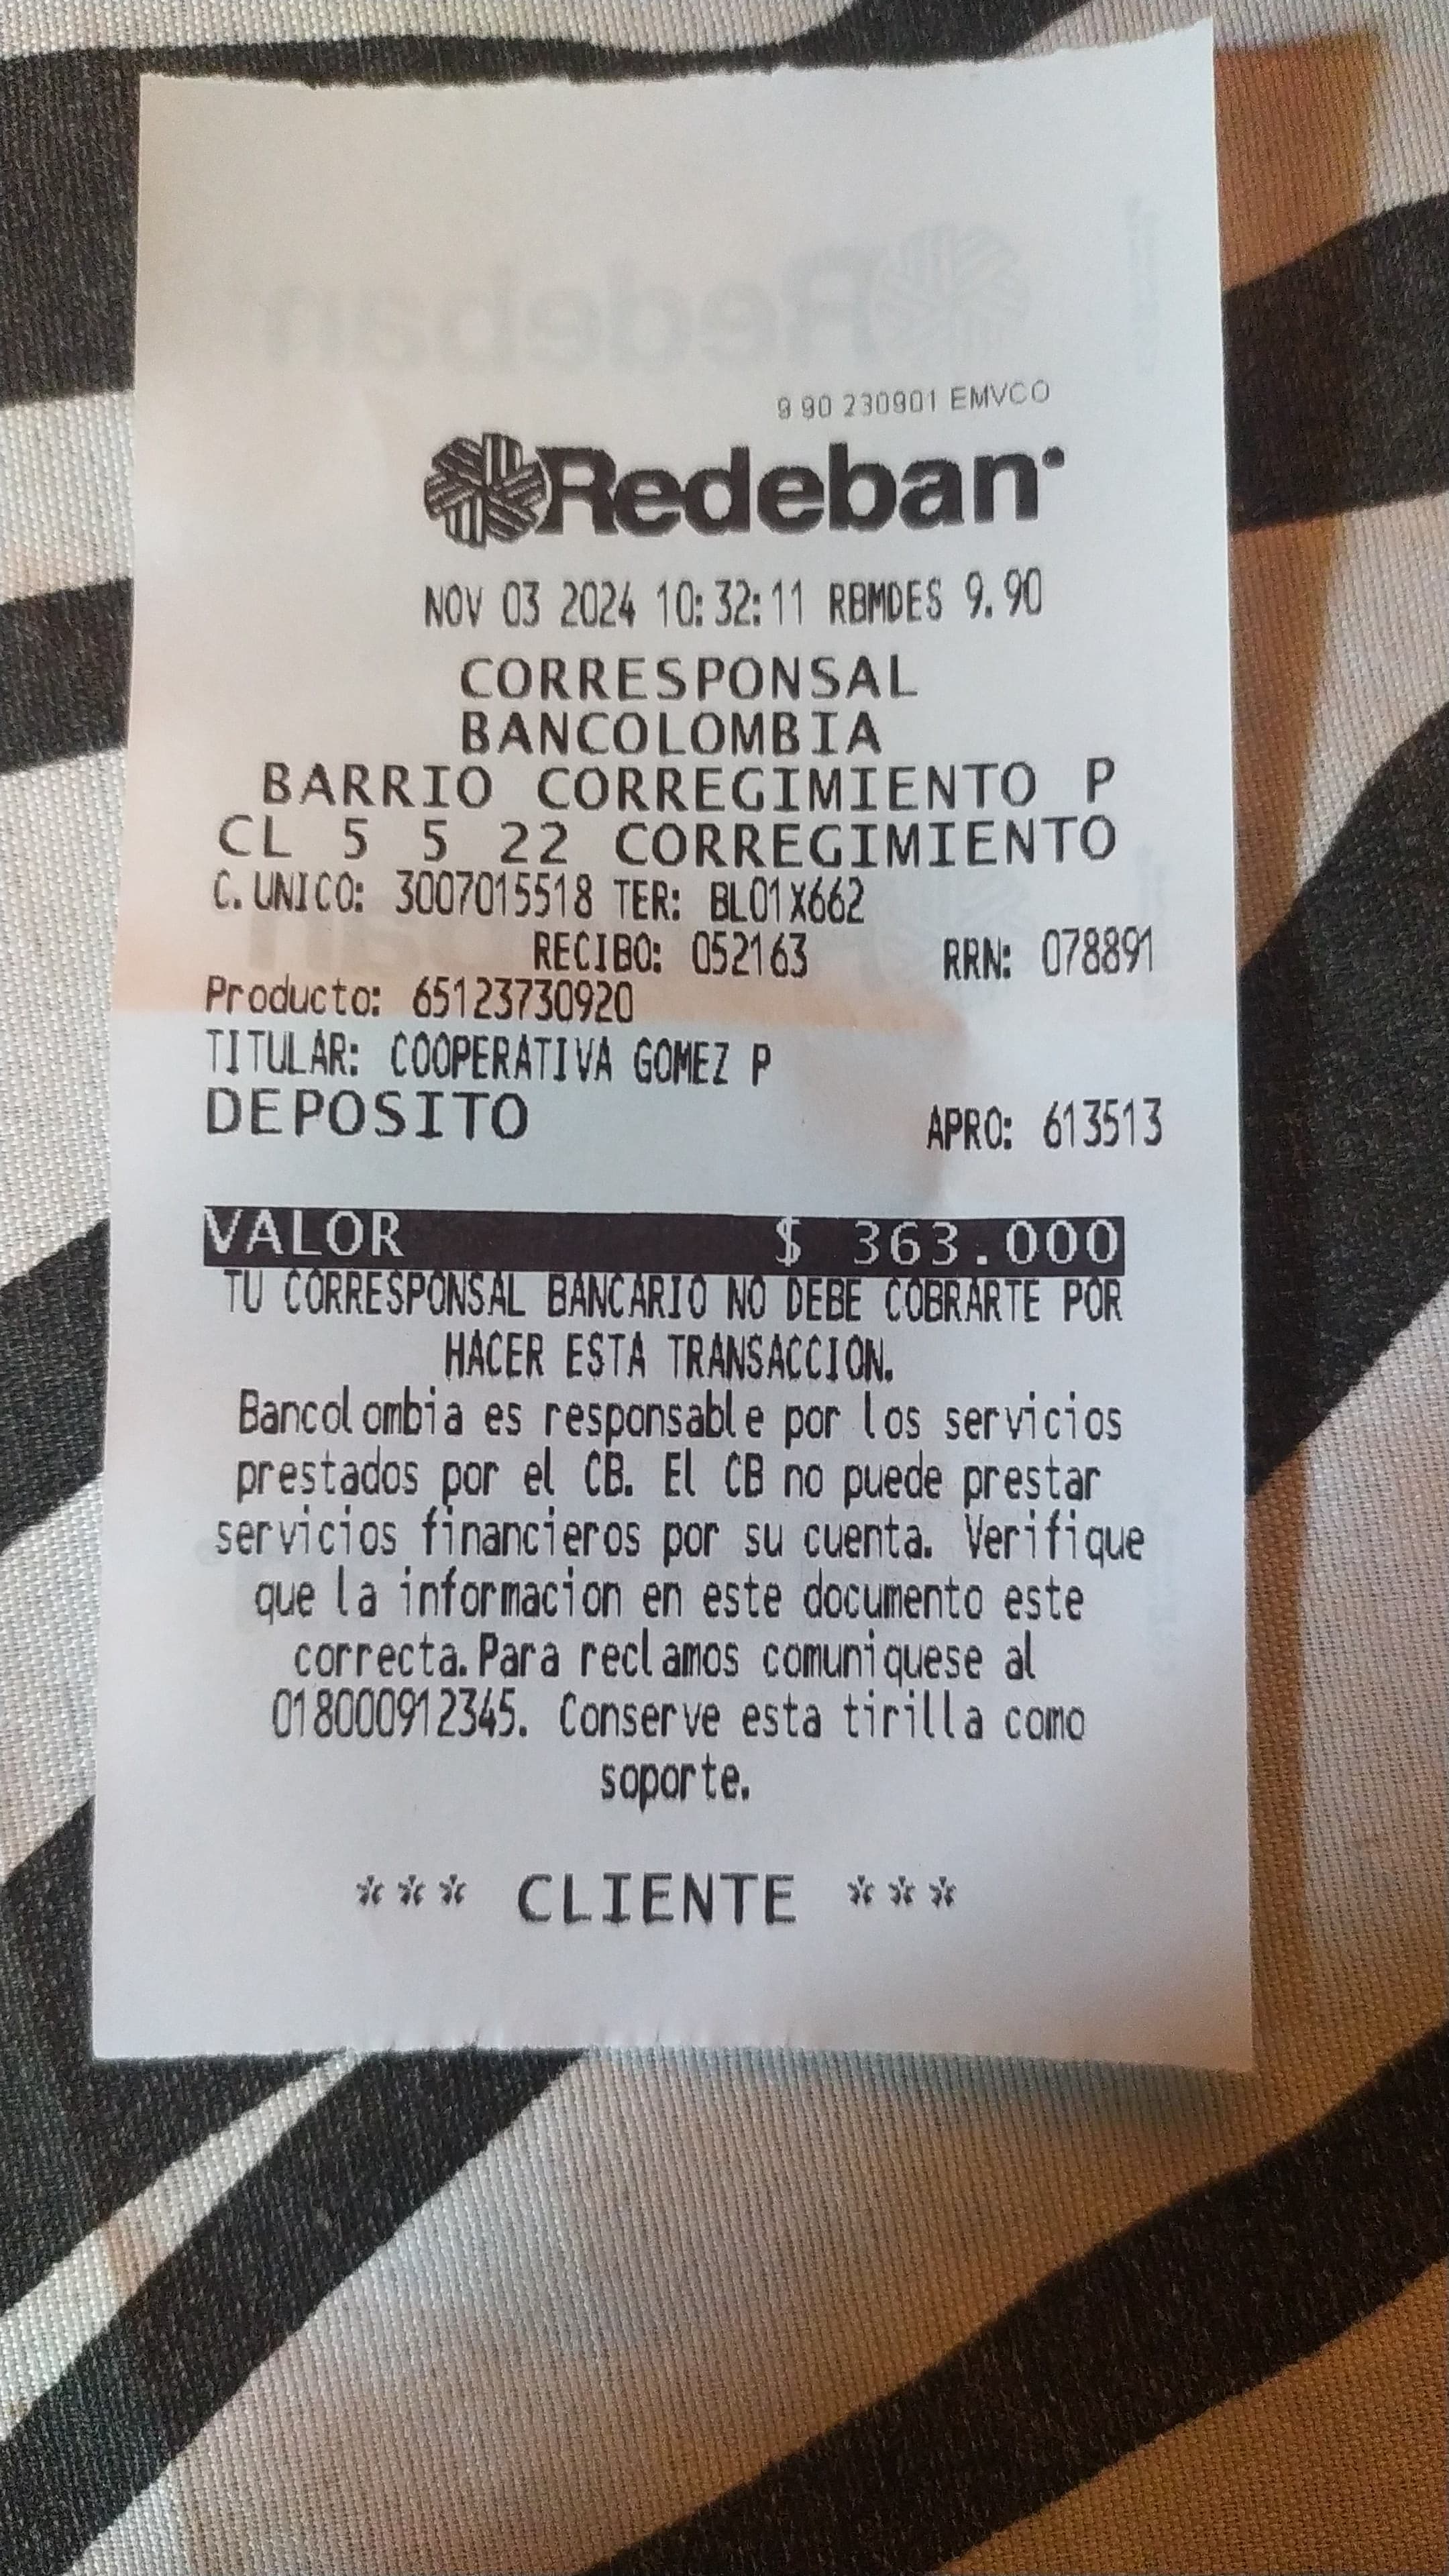 9 90 230901 EMVCO
Redeban
NOV 03 2024 10:32:11 RBMDES 9.90
CORRESPONSAL
BANCOLOMBIA
BARRIO CORREGIMIENTO P
CL 5 5 22 CORREGIMIENTO
C.UNICO: 3007015518 TER: BL01X662
RECIBO: 052163 RRN: 078891
Producto: 65123730920
TITULAR: COOPERATIVA GOMEZ P
DEPOSITO APRO: 613513
VALOR $ 363.000
TU CORRESPONSAL BANCARIO NO DEBE COBRARTE POR
HACER ESTA TRANSACCION.
Bancolombia es responsable por los servicios
prestados por el CB. El CB no puede prestar
servicios financieros por su cuenta. Verifique
que la informacion en este documento este
correcta.Para reclamos comuniquese al
018000912345. Conserve esta tirilla como
soporte.
*** CLIENTE ***